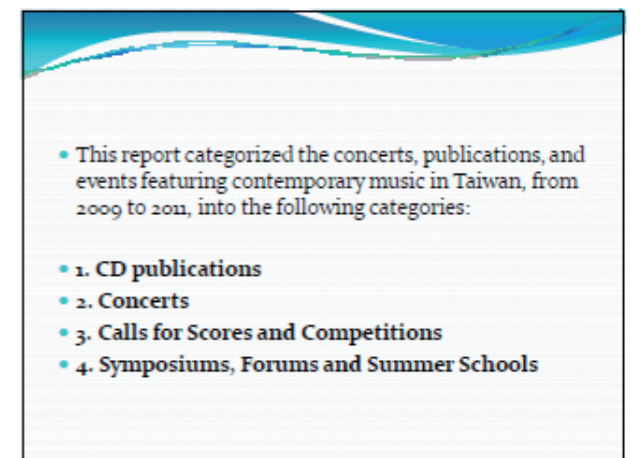 • This report categorized the concerts, publications, and
events featuring contemporary music in Taiwan, from
2009 to 2011, into the following categories:
• 1. CD publications
• 2. Concerts
• 3. Calls for Scores and Competitions
• 4. Symposiums, Forums and Summer Schools